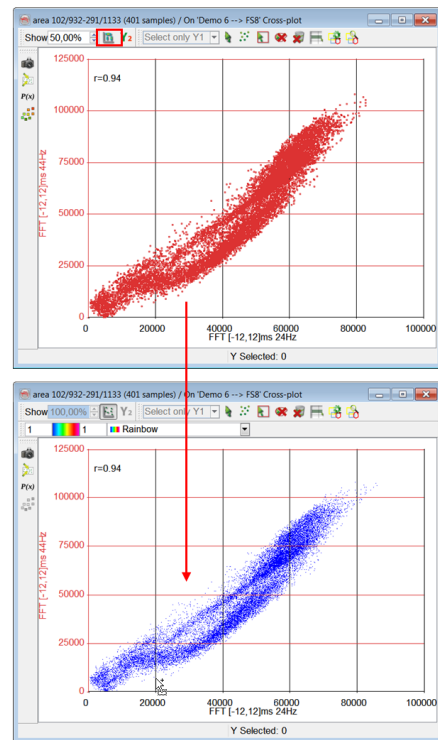 area 102/932-291/1133 (401 samples) / On 'Demo 6 --> FS8' Cross-plot
Show 50,00% Y2 Select only Y1
P(x)
r=0.94
125000
100000
75000
50000
25000
0
FFT [-12,12]ms 44Hz
0 20000 40000 60000 80000 100000
FFT [-12,12]ms 24Hz
Y Selected: 0
area 102/932-291/1133 (401 samples) / On 'Demo 6 --> FS8' Cross-plot
Show 100,00% Y2 Select only Y1
1 1 Rainbow
P(x)
r=0.94
125000
100000
75000
50000
25000
0
FFT [-12,12]ms 44Hz
0 20000 40000 60000 80000 100000
FFT [-12,12]ms 24Hz
Y Selected: 0